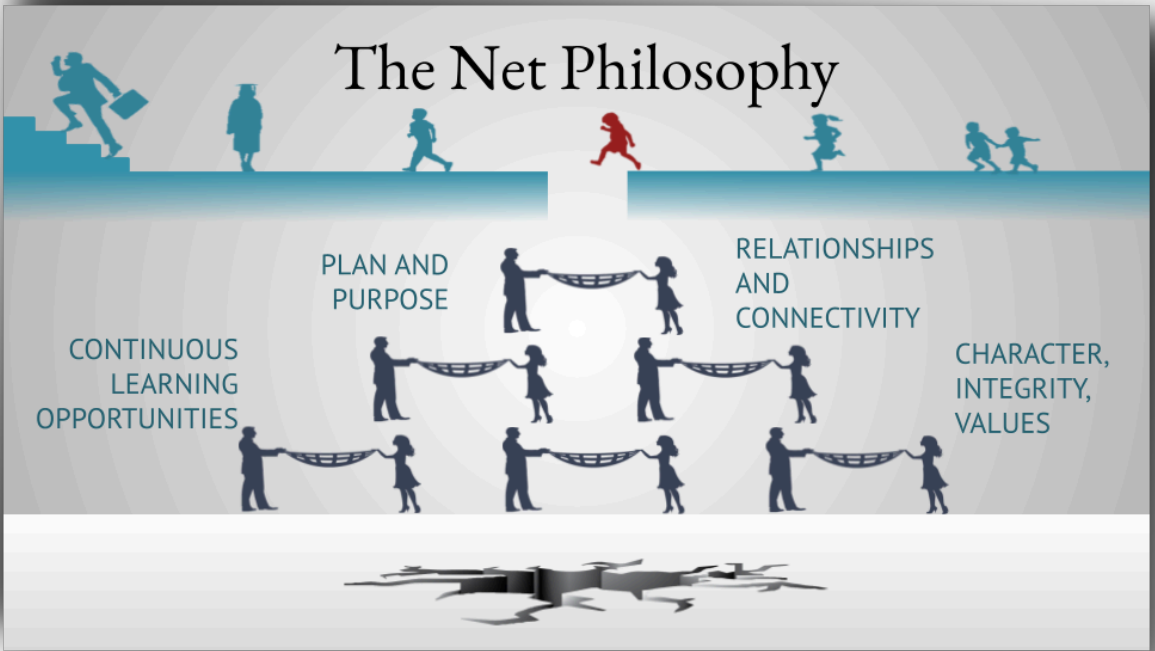 The Net Philosophy
PLAN AND
PURPOSE
RELATIONSHIPS
AND
CONNECTIVITY
CONTINUOUS
LEARNING
OPPORTUNITIES
CHARACTER,
INTEGRITY,
VALUES